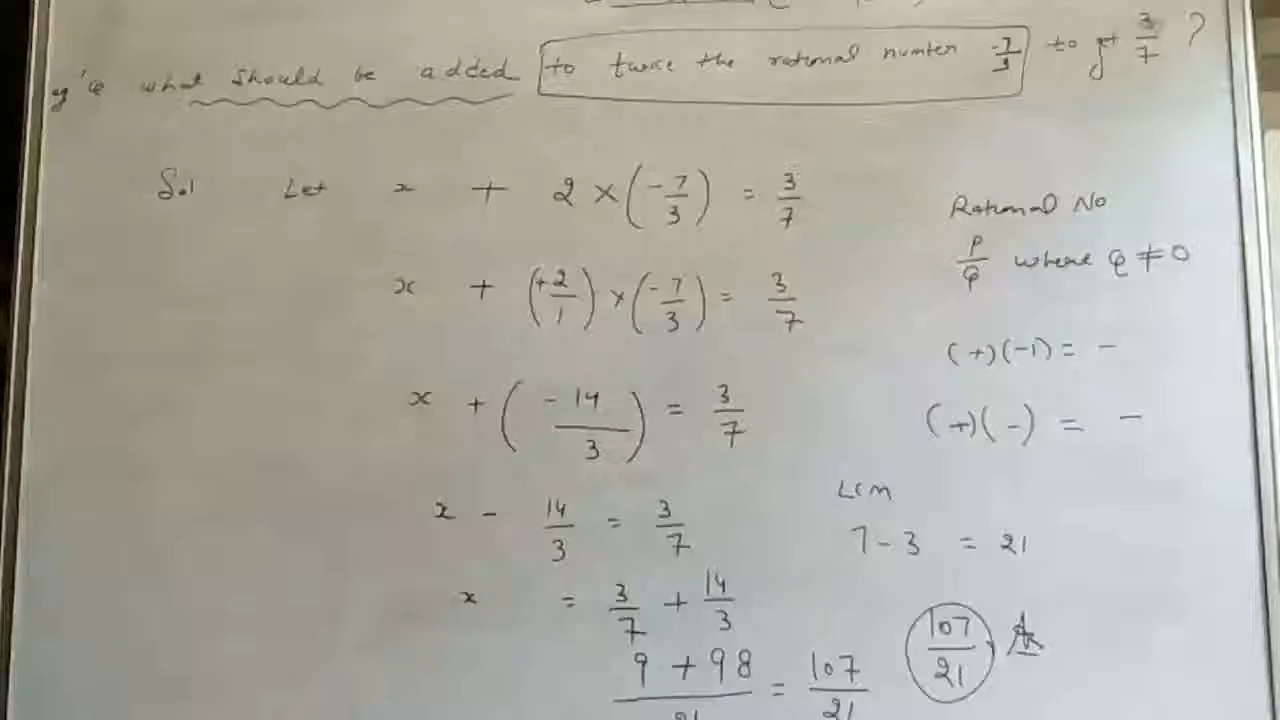 what should be added to twice the rational number -7/3 to get 3/7 ?
Sol Let x + 2 × (-7/3) = 3/7
x + (+2/1) × (-7/3) = 3/7
x + (-14/3) = 3/7
x - 14/3 = 3/7
x = 3/7 + 14/3
9 + 98/21 = 107/21
Rational No
P/Q where Q ≠ 0
(+)(-1) = -
(+)(-) = -
LCM
7 - 3 = 21
107/21